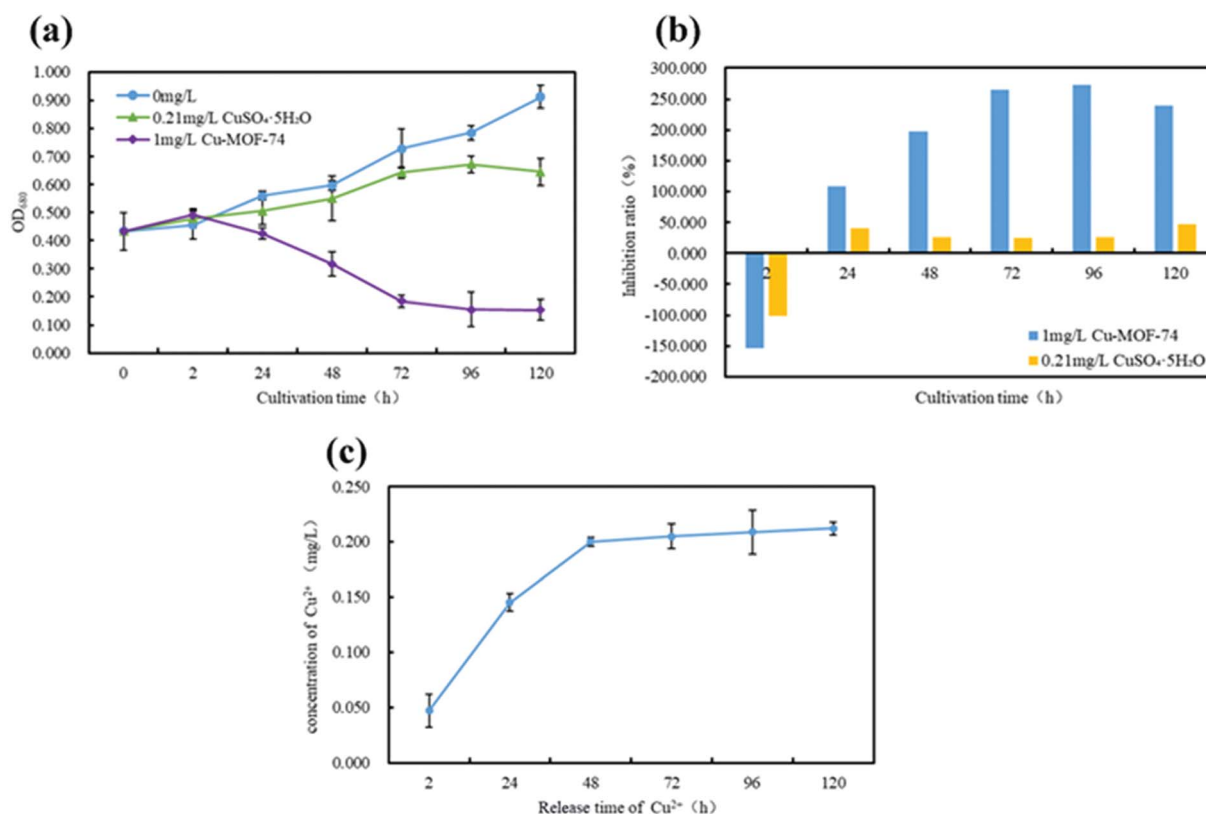 (a)
1.000
0.900
0.800
0.700
0.600
0.500
0.400
0.300
0.200
0.100
0.000
OD₆₈₀
0mg/L
0.21mg/L CuSO₄·5H₂O
1mg/L Cu-MOF-74
0 2 24 48 72 96 120
Cultivation time（h）
(b)
300.000
250.000
200.000
150.000
100.000
50.000
0.000
-50.000
-100.000
-150.000
-200.000
Inhibition ratio（%）
2 24 48 72 96 120
1mg/L Cu-MOF-74
0.21mg/L CuSO₄·5H₂O
Cultivation time（h）
(c)
0.250
0.200
0.150
0.100
0.050
0.000
concentration of Cu²⁺（mg/L）
2 24 48 72 96 120
Release time of Cu²⁺（h）